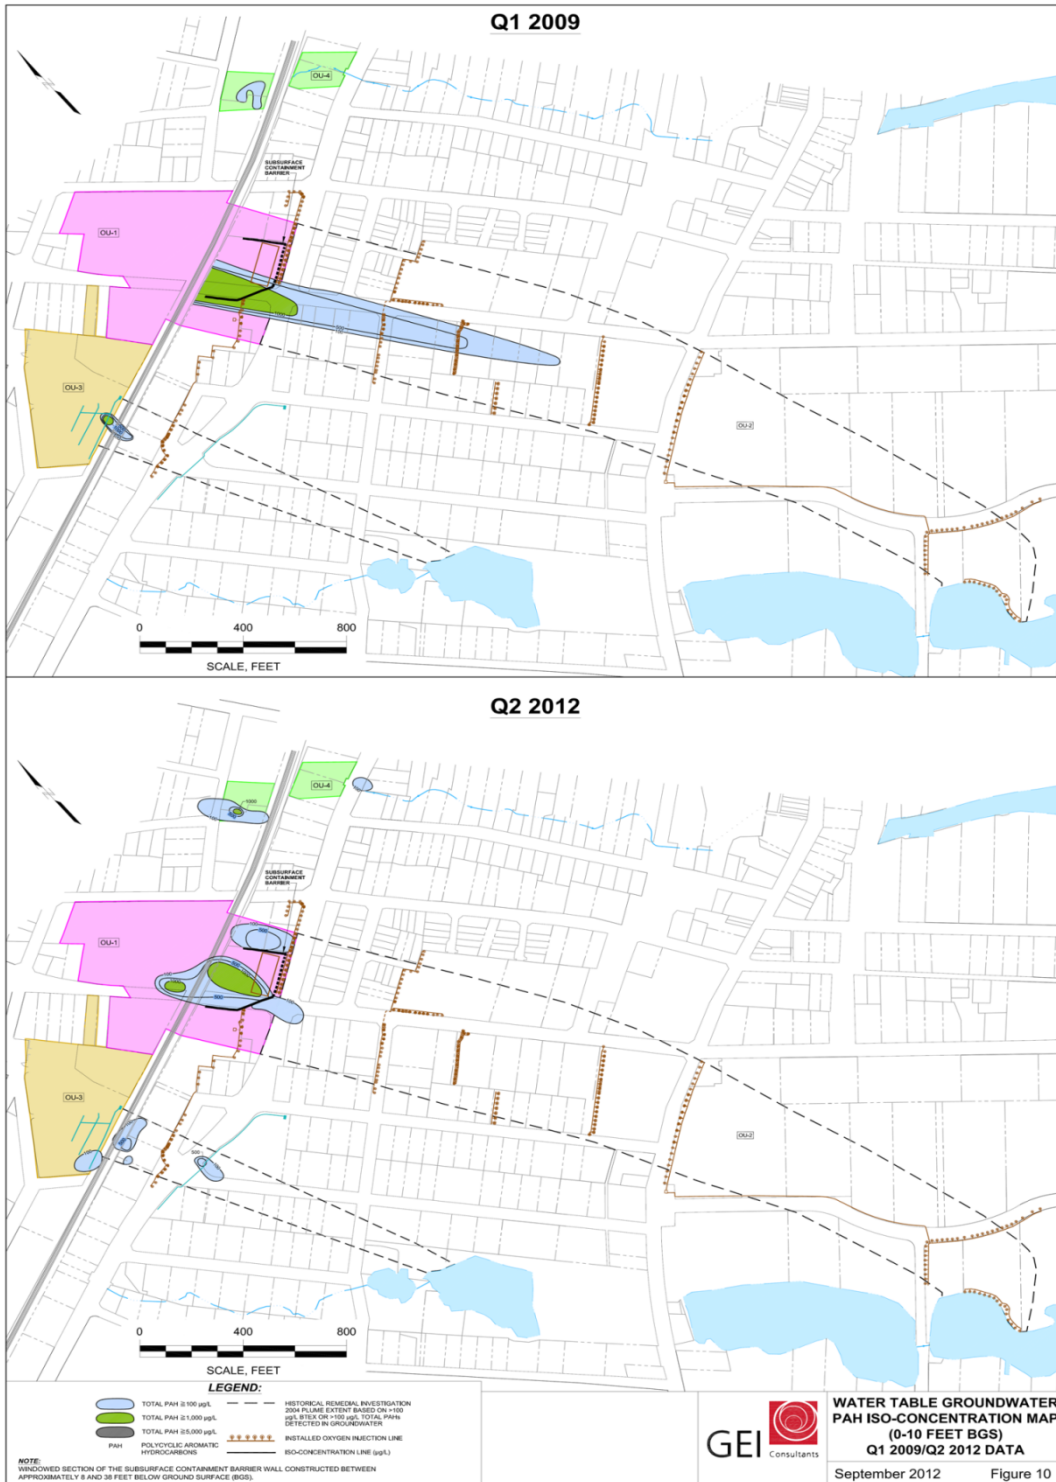 Q1 2009
OU-4
SUBSURFACE
CONTAINMENT
BARRIER
OU-1
1000
OU-3
OU-2
0 400 800
SCALE, FEET
Q2 2012
OU-4
1000
SUBSURFACE
CONTAINMENT
BARRIER
OU-1
500
OU-3
500
OU-2
0 400 800
SCALE, FEET
LEGEND:
TOTAL PAH ≥100 µg/L
TOTAL PAH ≥1,000 µg/L
TOTAL PAH ≥5,000 µg/L
PAH POLYCYCLIC AROMATIC
HYDROCARBONS
HISTORICAL REMEDIAL INVESTIGATION
2004 PLUME EXTENT BASED ON >100
µg/L BTEX OR >100 µg/L TOTAL PAHs
DETECTED IN GROUNDWATER
INSTALLED OXYGEN INJECTION LINE
ISO-CONCENTRATION LINE (µg/L)
NOTE:
WINDOWED SECTION OF THE SUBSURFACE CONTAINMENT BARRIER WALL CONSTRUCTED BETWEEN
APPROXIMATELY 8 AND 38 FEET BELOW GROUND SURFACE (BGS).
GEI Consultants
WATER TABLE GROUNDWATER
PAH ISO-CONCENTRATION MAP
(0-10 FEET BGS)
Q1 2009/Q2 2012 DATA
September 2012 Figure 10